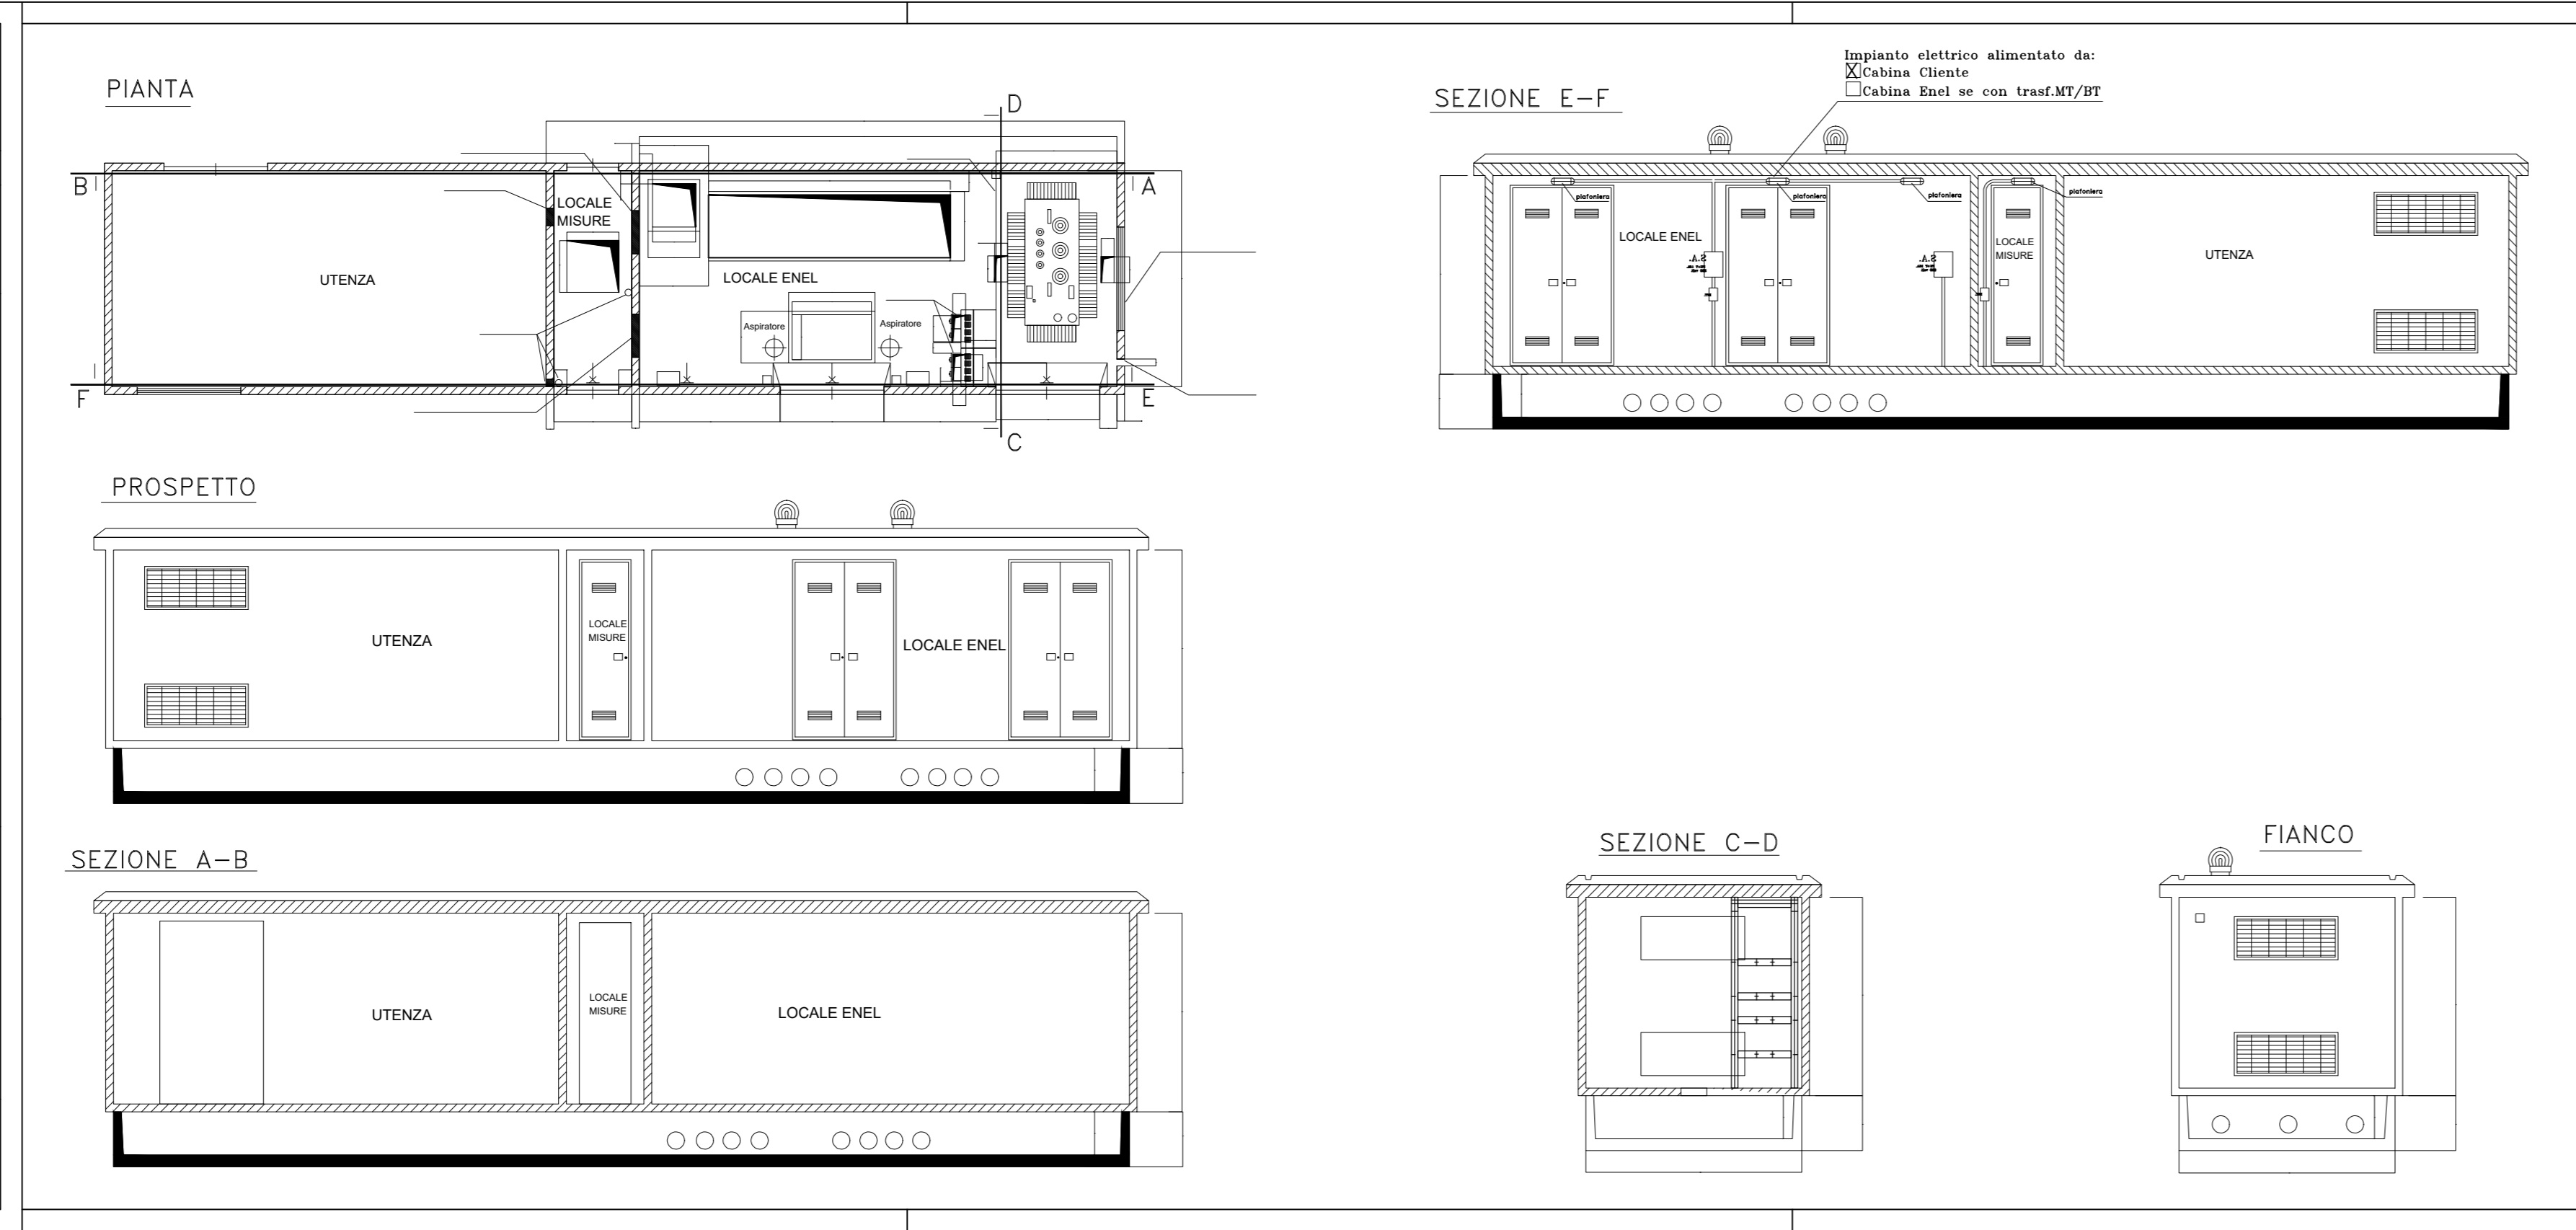 PIANTA
D
B
A
LOCALE
MISURE
UTENZA
LOCALE ENEL
Aspiratore
Aspiratore
F
E
C
Impianto elettrico alimentato da:
X Cabina Cliente
Cabina Enel se con trasf.MT/BT
SEZIONE E-F
plafoniera
plafoniera
plafoniera
plafoniera
LOCALE ENEL
S.A.
S.A.
LOCALE
MISURE
UTENZA
PROSPETTO
UTENZA
LOCALE
MISURE
LOCALE ENEL
SEZIONE A-B
UTENZA
LOCALE
MISURE
LOCALE ENEL
SEZIONE C-D
FIANCO